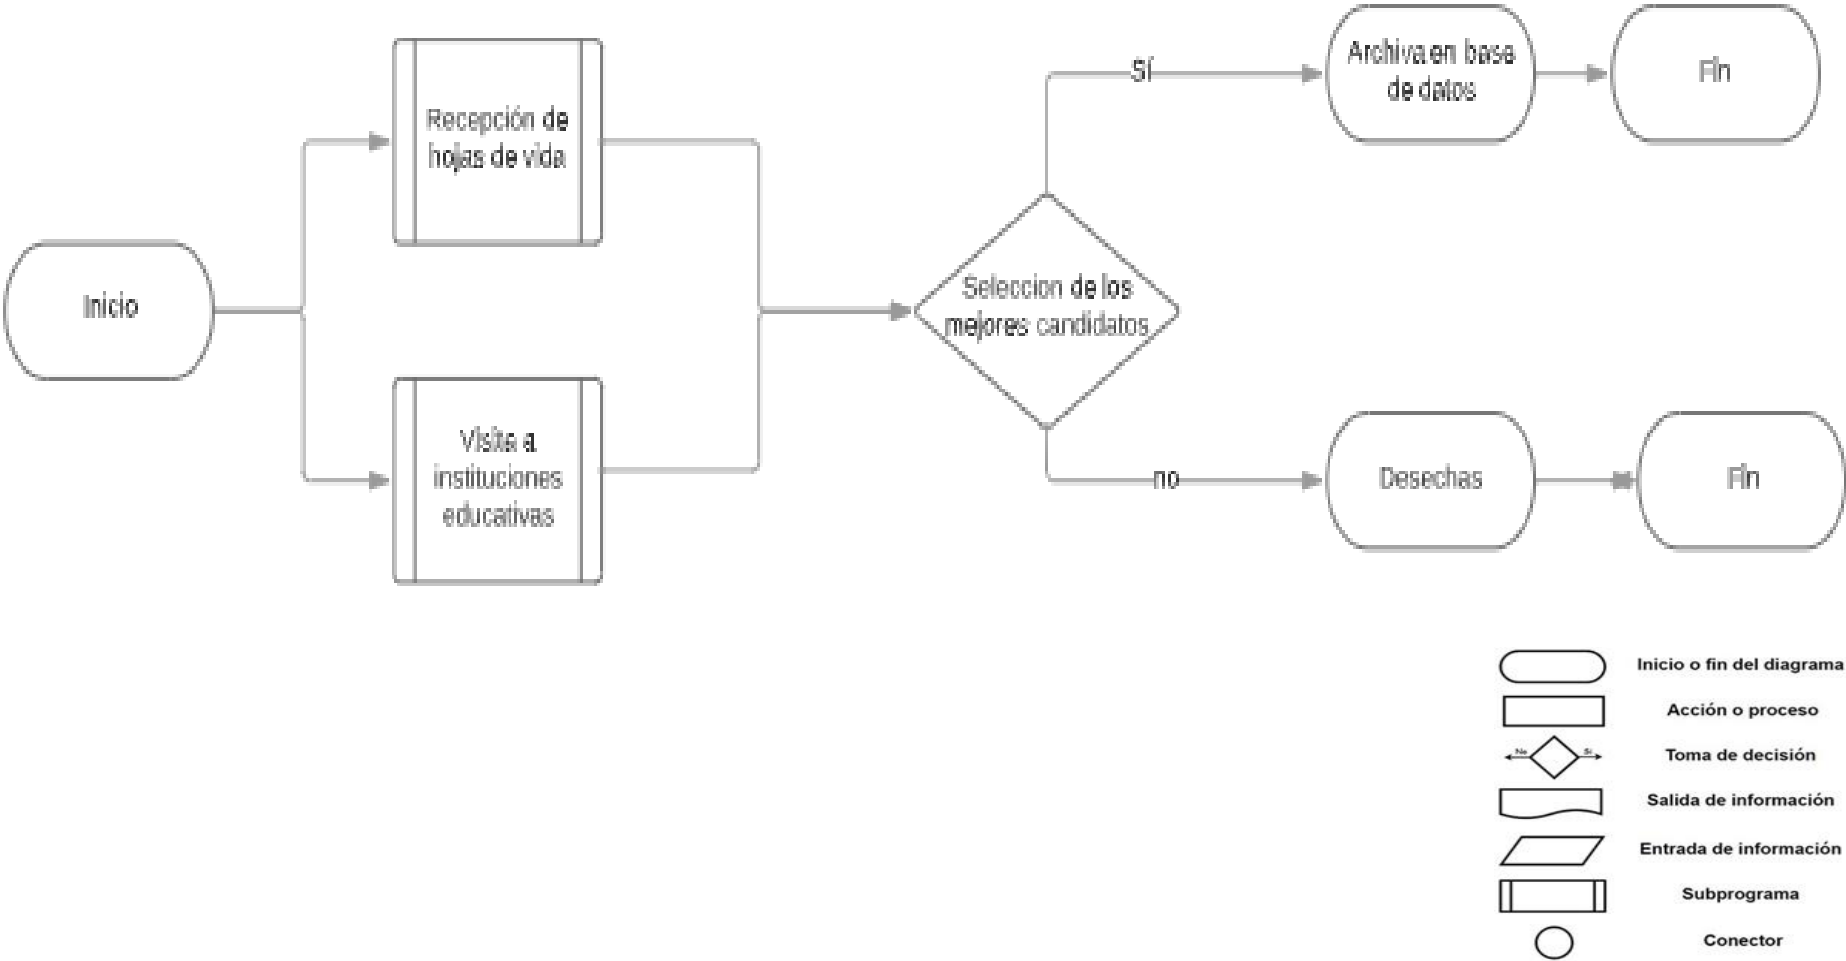 Inicio
Recepción de
hojas de vida
Visita a
instituciones
educativas
Seleccion de los
mejores candidatos
Sí
Archiva en base
de datos
Fin
no
Desechas
Fin
Inicio o fin del diagrama
Acción o proceso
No
Si
Toma de decisión
Salida de información
Entrada de información
Subprograma
Conector